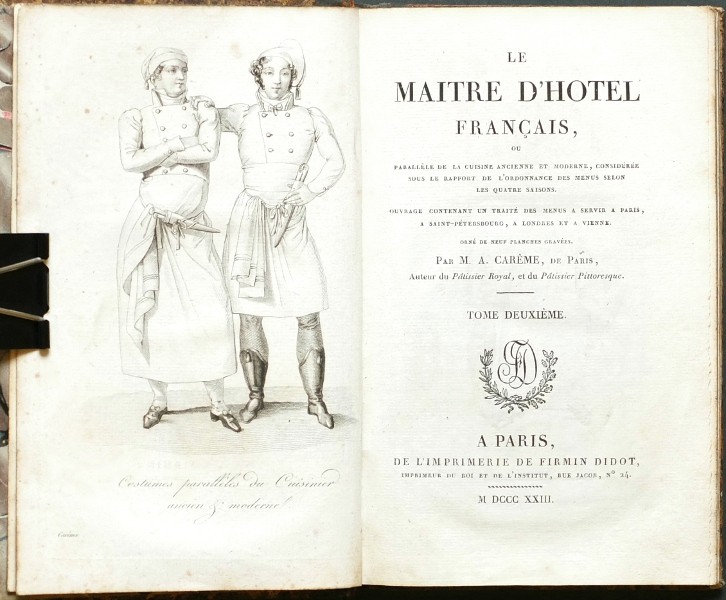 Costumes parallèles du Cuisinier
ancien & moderne
Carême
LE
MAITRE D'HOTEL
FRANÇAIS,
OU
PARALLÈLE DE LA CUISINE ANCIENNE ET MODERNE, CONSIDÉRÉE
SOUS LE RAPPORT DE L'ORDONNANCE DES MENUS SELON
LES QUATRE SAISONS.
OUVRAGE CONTENANT UN TRAITÉ DES MENUS A SERVIR A PARIS,
A SAINT-PÉTERSBOURG, A LONDRES ET A VIENNE.
ORNÉ DE NEUF PLANCHES GRAVÉES.
PAR M. A. CARÊME, DE PARIS,
Auteur du Pâtissier Royal, et du Pâtissier Pittoresque.
TOME DEUXIÈME.
A PARIS,
DE L'IMPRIMERIE DE FIRMIN DIDOT,
IMPRIMEUR DU ROI ET DE L'INSTITUT, RUE JACOB, Nº 24.
M DCCC XXIII.